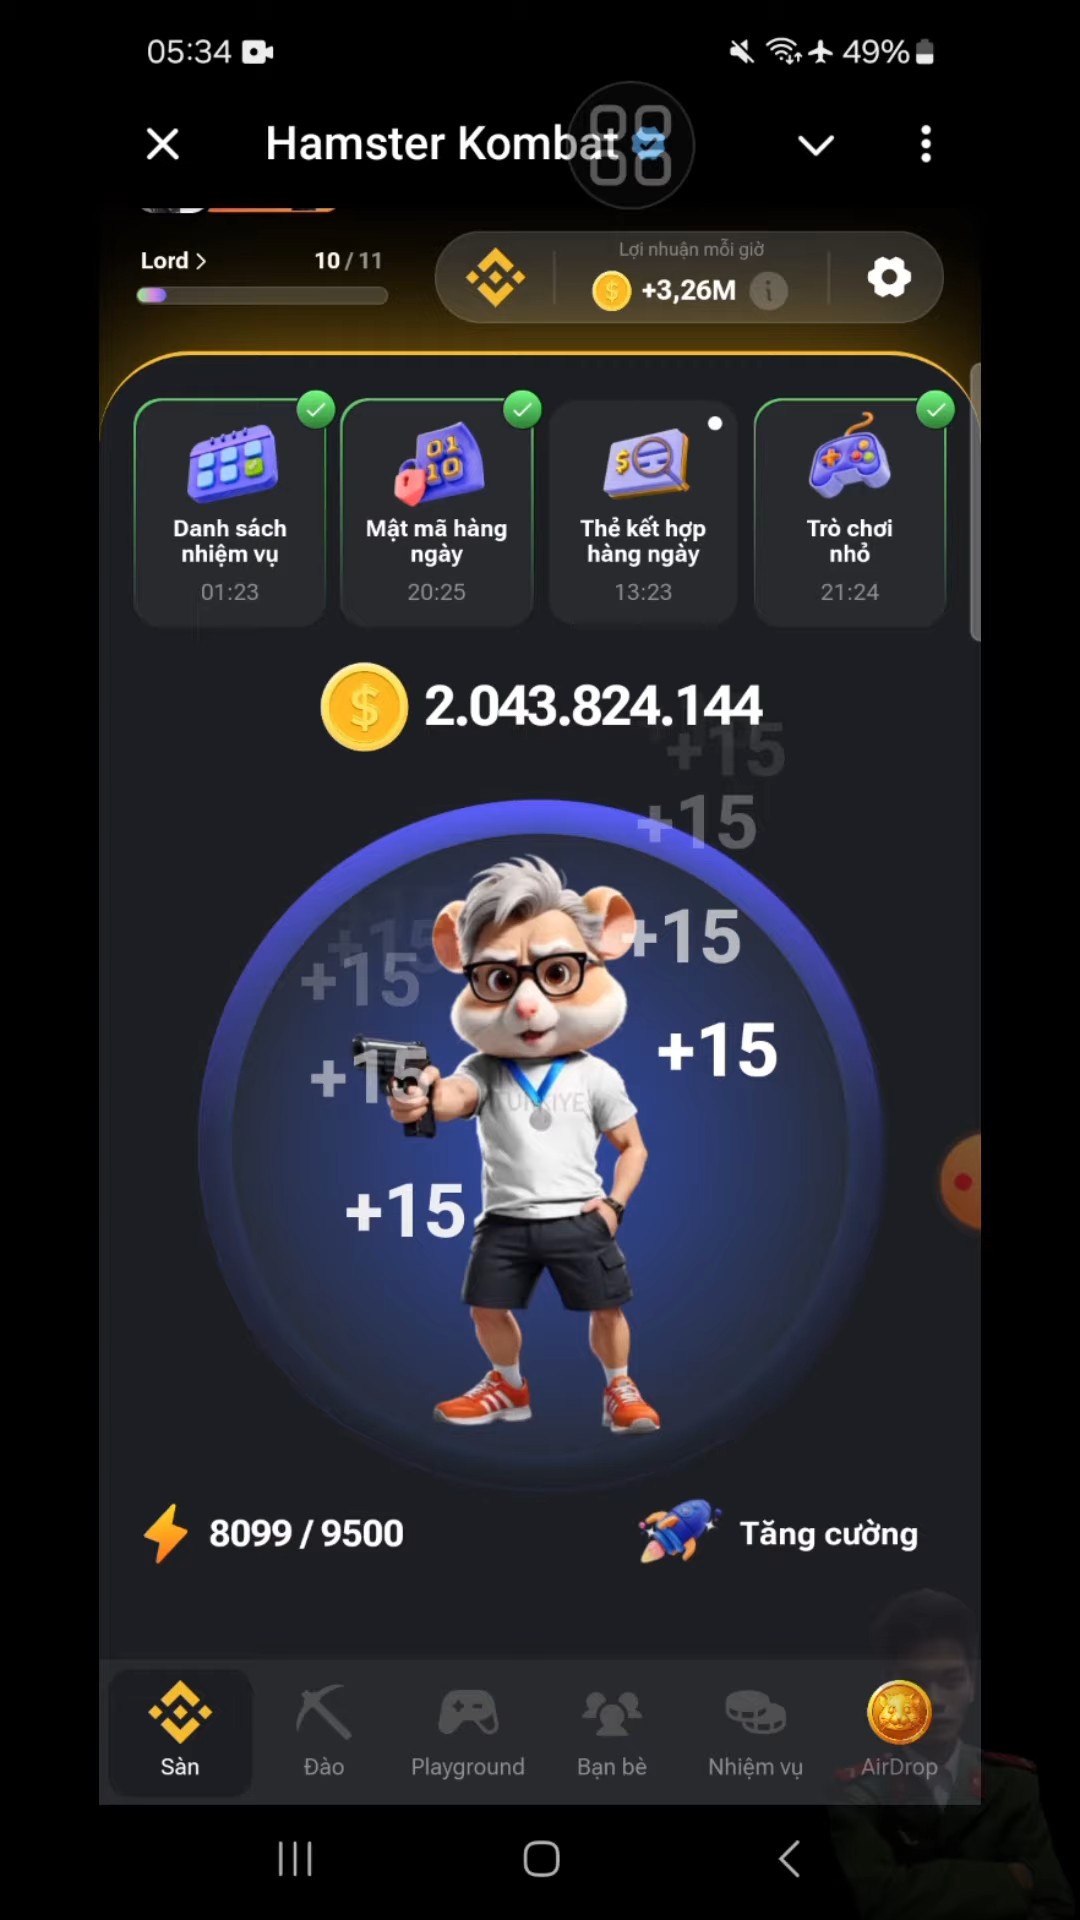 05:34
49%
Hamster Kombat
Lord >
10 / 11
Lợi nhuận mỗi giờ
+3,26M
Danh sách
nhiệm vụ
01:23
Mật mã hàng
ngày
20:25
Thẻ kết hợp
hàng ngày
13:23
Trò chơi
nhỏ
21:24
2.043.824.144
+15
+15
+15
+15
+15
+15
+15
+15
TURKIYE
8099 / 9500
Tăng cường
Sàn
Đào
Playground
Bạn bè
Nhiệm vụ
AirDrop